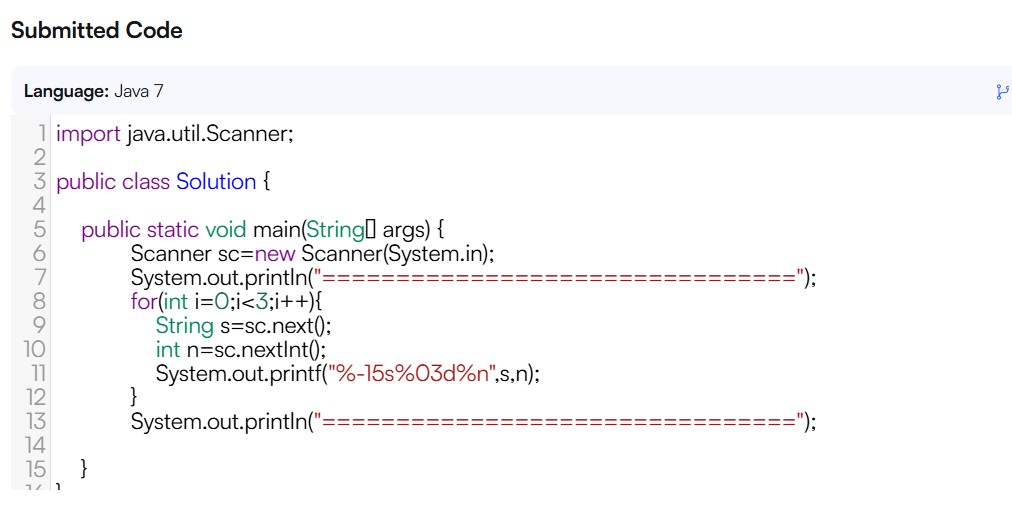 Submitted Code
Language: Java 7
1 import java.util.Scanner;
2
3 public class Solution {
4
5 public static void main(String[] args) {
6 Scanner sc=new Scanner(System.in);
7 System.out.println("================================");
8 for(int i=0;i<3;i++){
9 String s=sc.next();
10 int n=sc.nextInt();
11 System.out.printf("%-15s%03d%n",s,n);
12 }
13 System.out.println("================================");
14
15 }